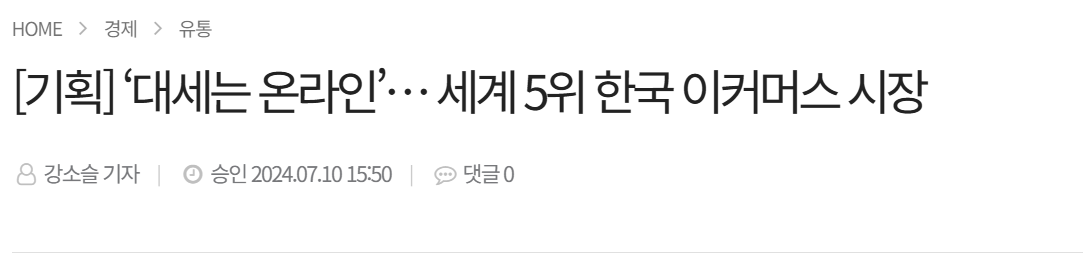 HOME > 경제 > 유통
[기획] ‘대세는 온라인’… 세계 5위 한국 이커머스 시장
강소슬 기자 | 승인 2024.07.10 15:50 | 댓글 0